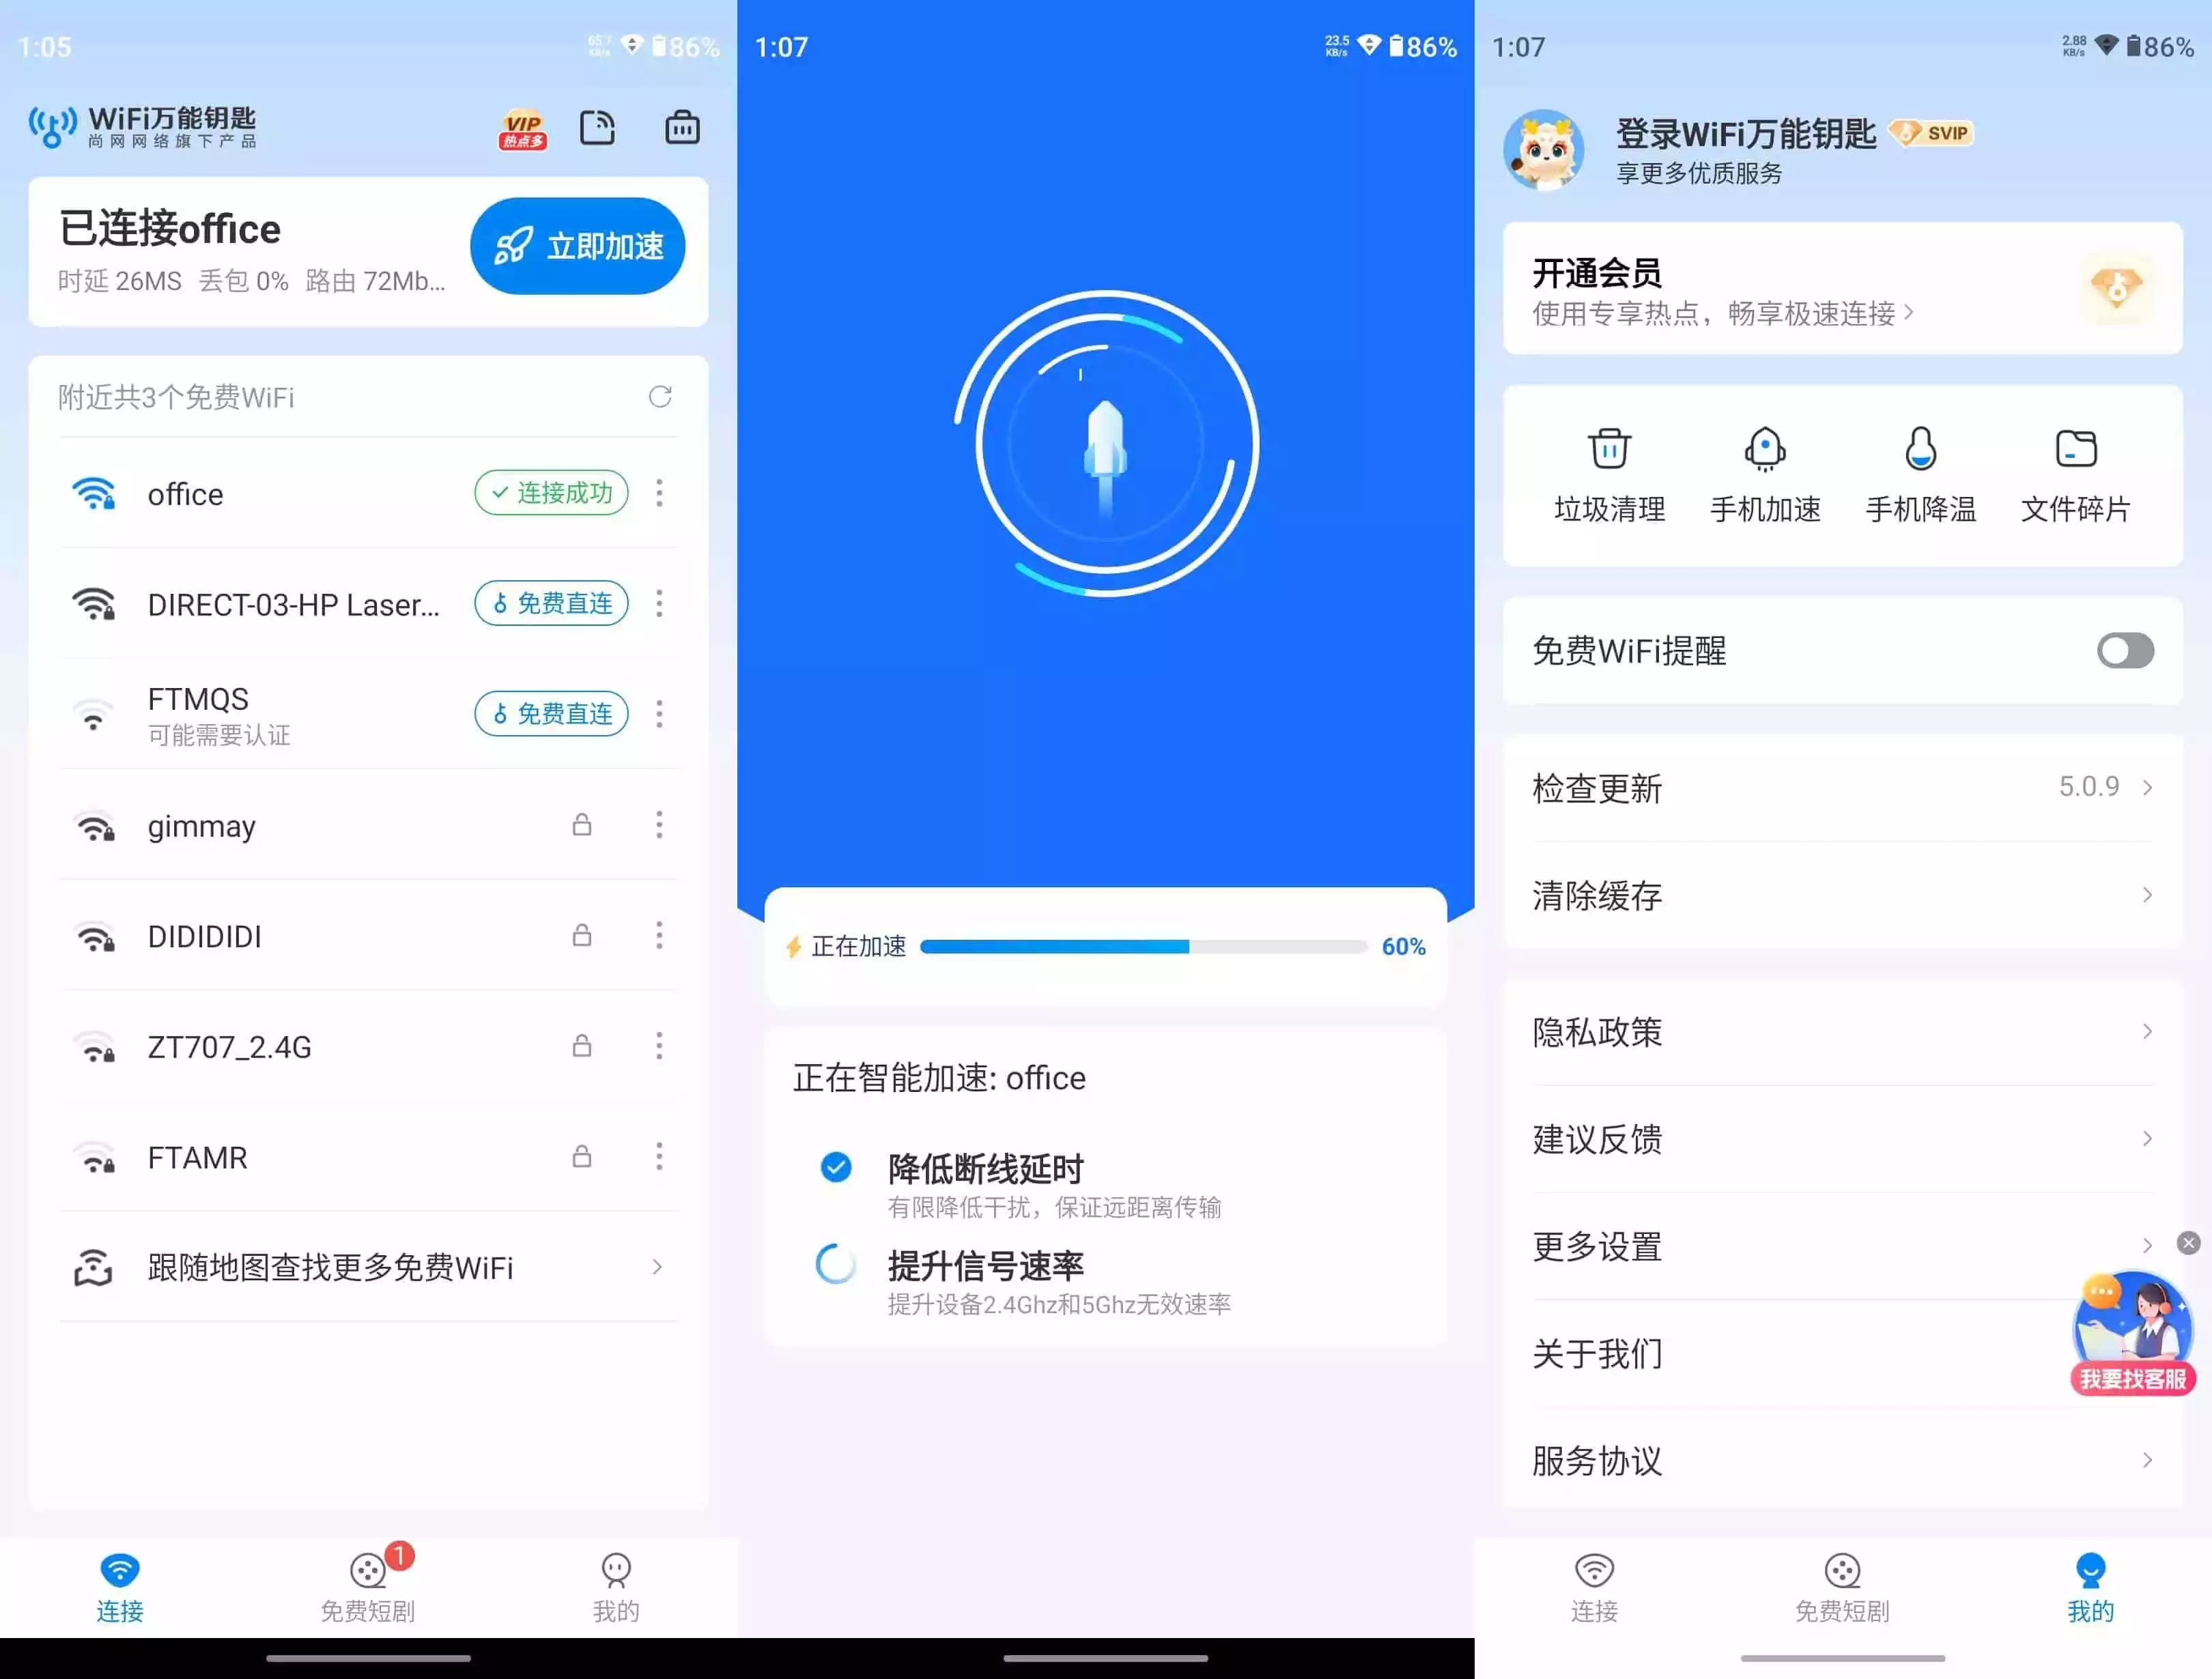 1:05
65.7
KB/s
86%
WiFi万能钥匙
尚网网络旗下产品
VIP
热点多
已连接office
时延 26MS 丢包 0% 路由 72Mb...
立即加速
附近共3个免费WiFi
office
连接成功
DIRECT-03-HP Laser...
免费直连
FTMQS
可能需要认证
免费直连
gimmay
DIDIDIDI
ZT707_2.4G
FTAMR
跟随地图查找更多免费WiFi
连接
1
免费短剧
我的
1:07
23.5
KB/s
86%
正在加速
60%
正在智能加速: office
降低断线延时
有限降低干扰，保证远距离传输
提升信号速率
提升设备2.4Ghz和5Ghz无效速率
1:07
2.88
KB/s
86%
登录WiFi万能钥匙
SVIP
享更多优质服务
开通会员
使用专享热点，畅享极速连接
垃圾清理
手机加速
手机降温
文件碎片
免费WiFi提醒
检查更新
5.0.9
清除缓存
隐私政策
建议反馈
更多设置
关于我们
我要找客服
服务协议
连接
免费短剧
我的